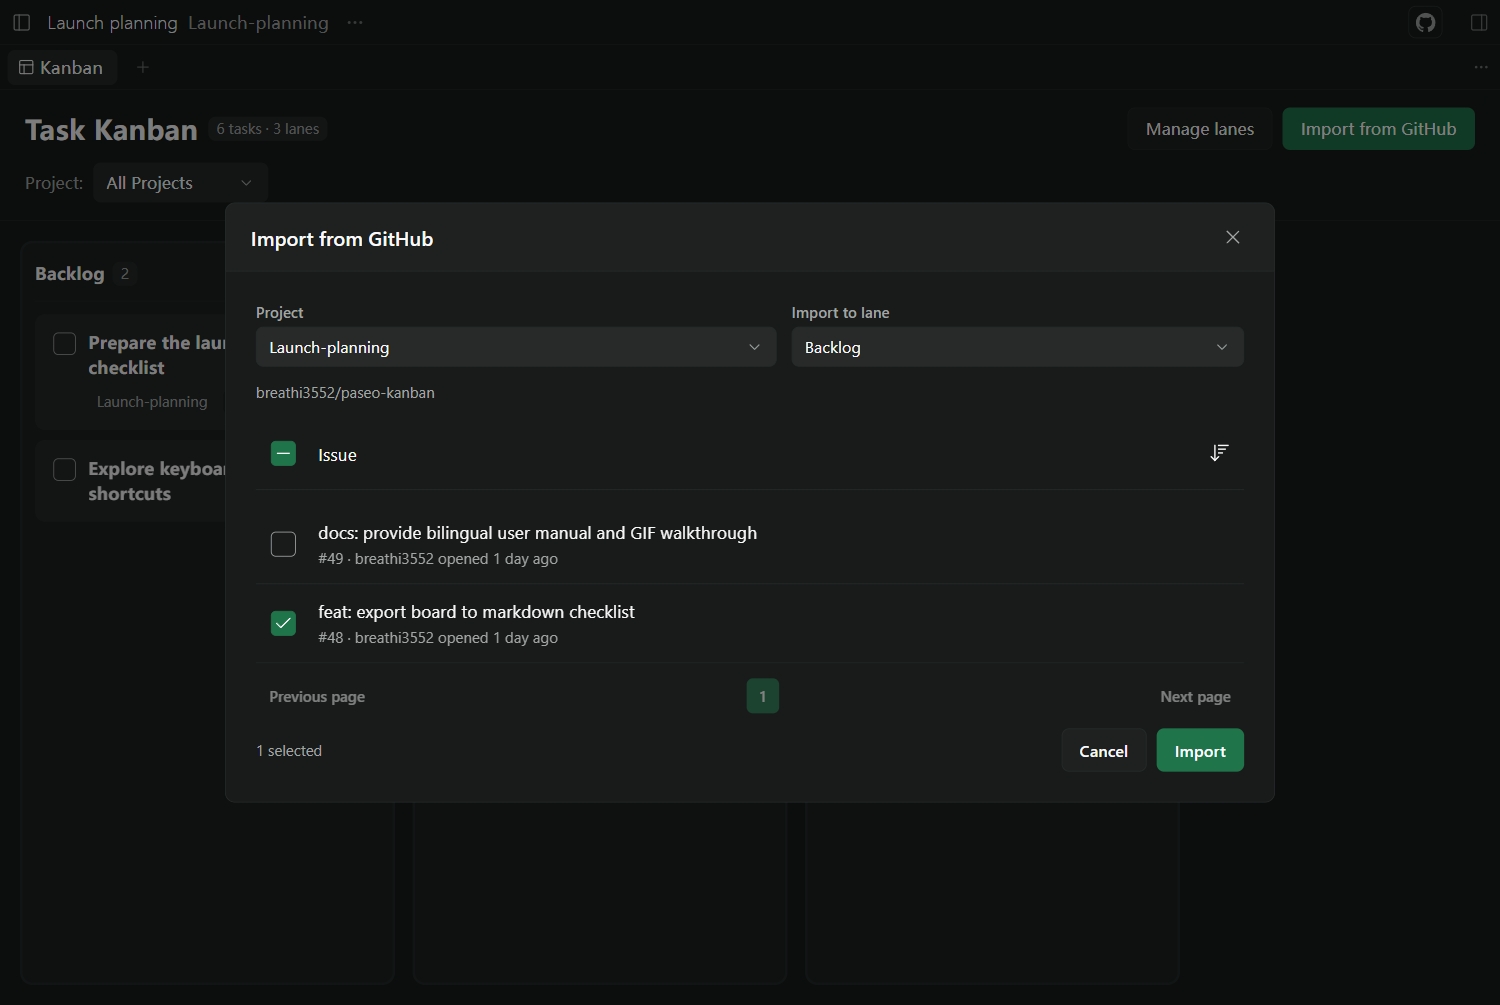 Launch planning Launch-planning
Kanban
Task Kanban 6 tasks · 3 lanes
Manage lanes Import from GitHub
Project: All Projects
Import from GitHub
Backlog 2
Project Import to lane
Launch-planning Backlog
Prepare the
checklist
Launch-planning
breathi3552/paseo-kanban
Issue
Explore
shortcuts
docs: provide bilingual user manual and GIF walkthrough
#49 · breathi3552 opened 1 day ago
feat: export board to markdown checklist
#48 · breathi3552 opened 1 day ago
Previous page 1 Next page
1 selected Cancel Import